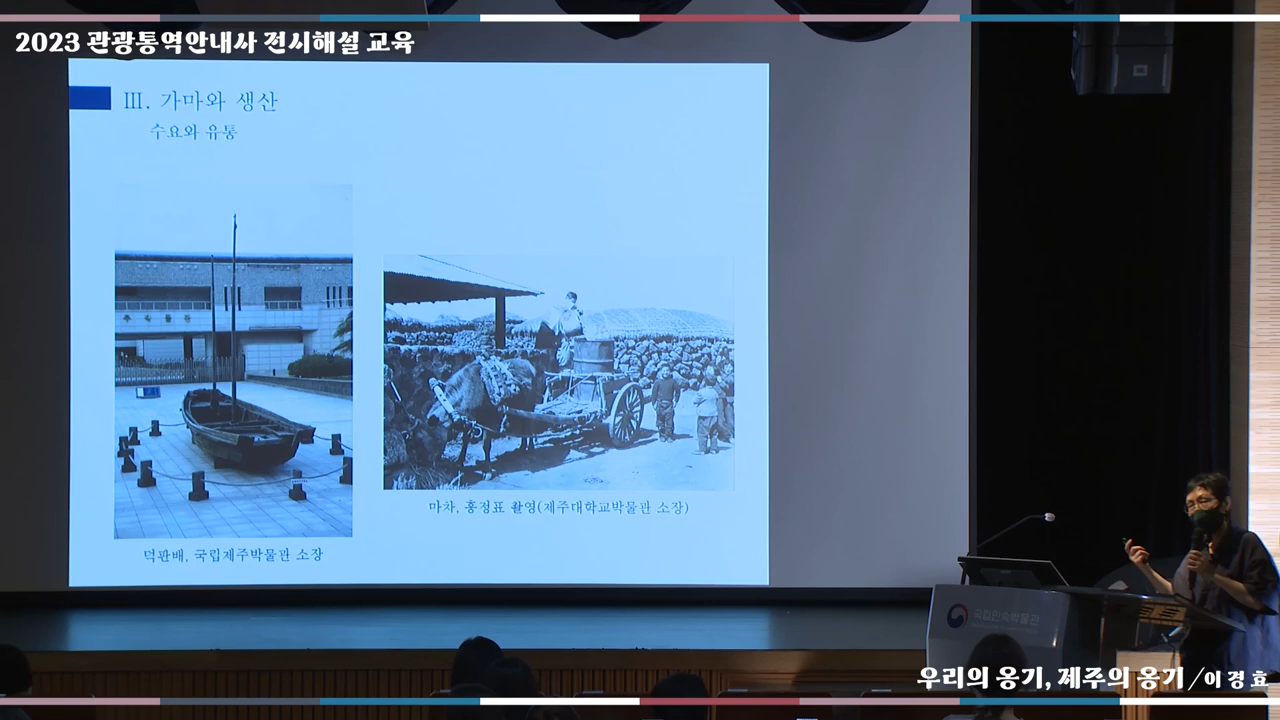 2023 관광통역안내사 전시해설 교육
Ⅲ. 가마와 생산
수요와 유통
마차, 홍정표 촬영(제주대학교박물관 소장)
덕판배, 국립제주박물관 소장
국립민속박물관
우리의 옹기, 제주의 옹기/이경효